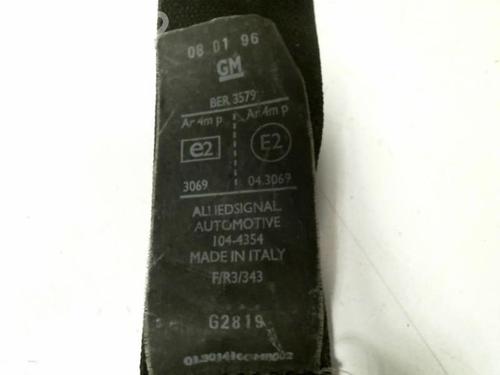 08 01 96
GM
BER 3579
Ar 4m p Ar 4m p
e2 E2
3069 04.3069
ALLIEDSIGNAL
AUTOMOTIVE
104-4354
MADE IN ITALY
F/R3/343
G2819